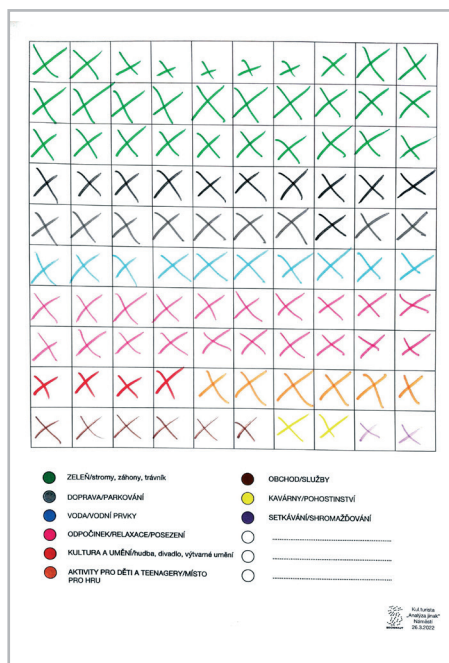 ZELEŇ/stromy, záhony, trávník
DOPRAVA/PARKOVÁNÍ
VODA/VODNÍ PRVKY
ODPOČINEK/RELAXACE/POSEZENÍ
KULTURA A UMĚNÍ/hudba, divadlo, výtvarné umění
AKTIVITY PRO DĚTI A TEENAGERY/MÍSTO
PRO HRU
OBCHOD/SLUŽBY
KAVÁRNY/POHOSTINSTVÍ
SETKÁVÁNÍ/SHROMAŽĎOVÁNÍ
Kulturista
„Analýza jinak"
Náměstí
26.3.2022